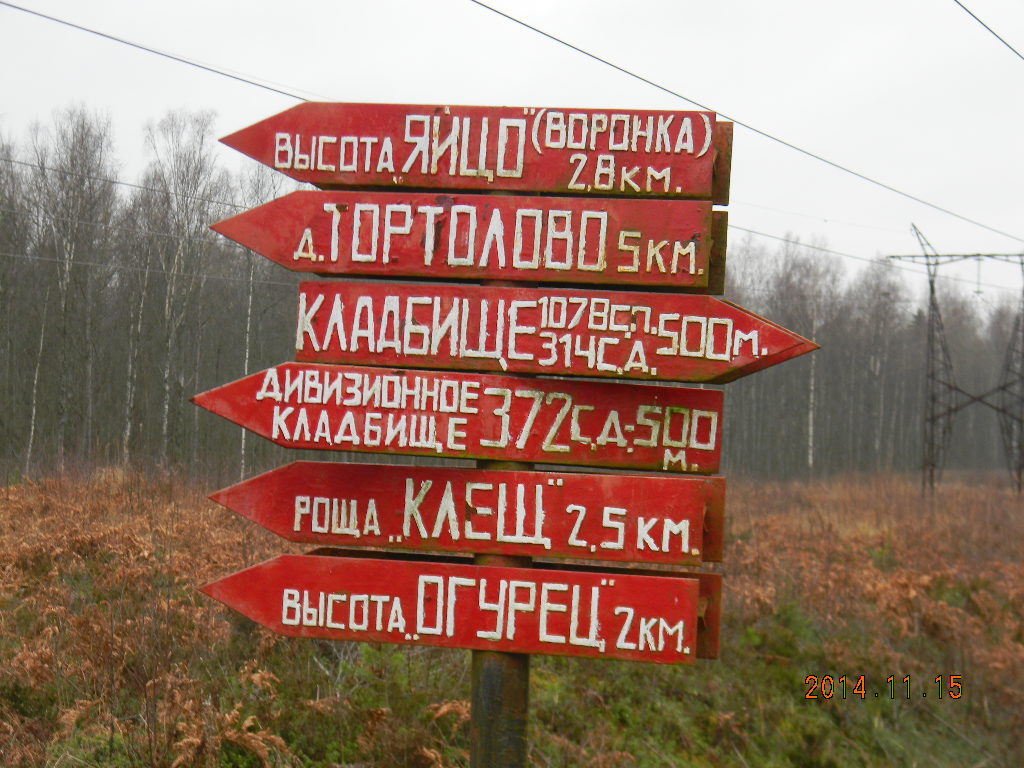 ВЫСОТА „ЯЙЦО" (ВОРОНКА)
2,8 КМ.
Д. ТОРТОЛОВО 5 КМ.
КЛАДБИЩЕ 1078 С.П. 500 М.
314 С.Д.
ДИВИЗИОННОЕ
КЛАДБИЩЕ 372 С.Д. - 500
М.
РОЩА „КЛЕЩ" 2,5 КМ.
ВЫСОТА „ОГУРЕЦ" 2 КМ.
2014.11.15